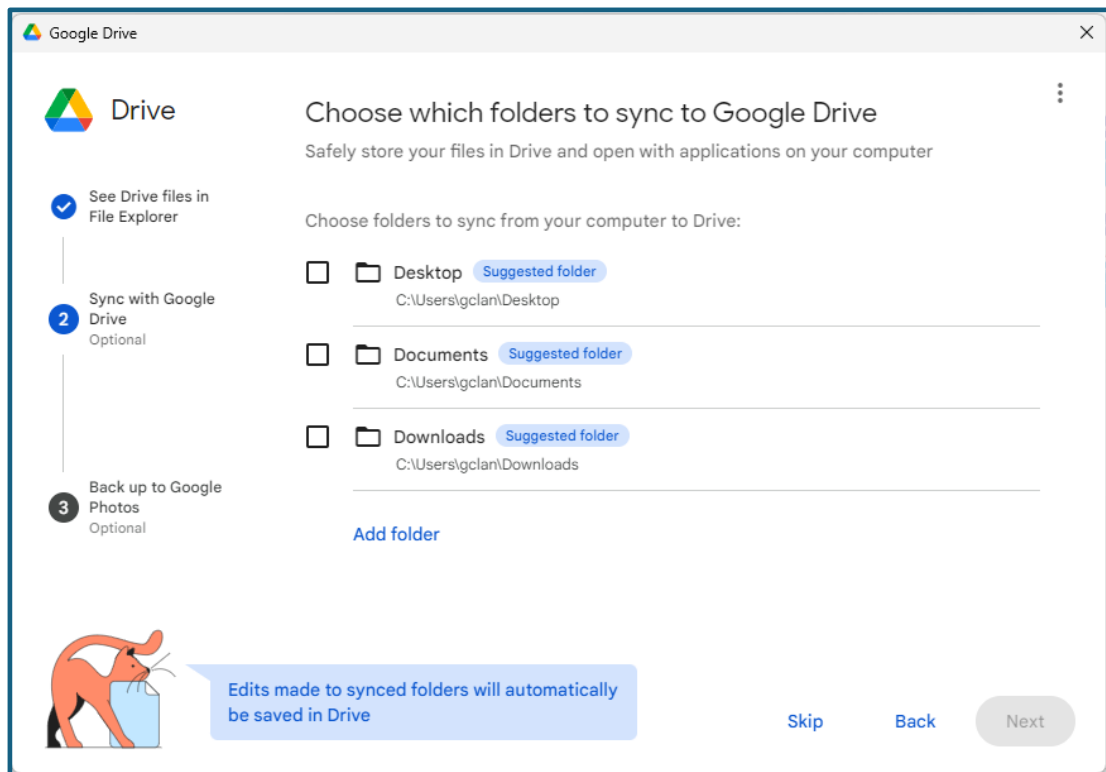 Google Drive
Drive
Choose which folders to sync to Google Drive
Safely store your files in Drive and open with applications on your computer
See Drive files in
File Explorer
2
Sync with Google
Drive
Optional
3
Back up to Google
Photos
Optional
Choose folders to sync from your computer to Drive:
Desktop Suggested folder
C:\Users\gclan\Desktop
Documents Suggested folder
C:\Users\gclan\Documents
Downloads Suggested folder
C:\Users\gclan\Downloads
Add folder
Edits made to synced folders will automatically
be saved in Drive
Skip Back Next